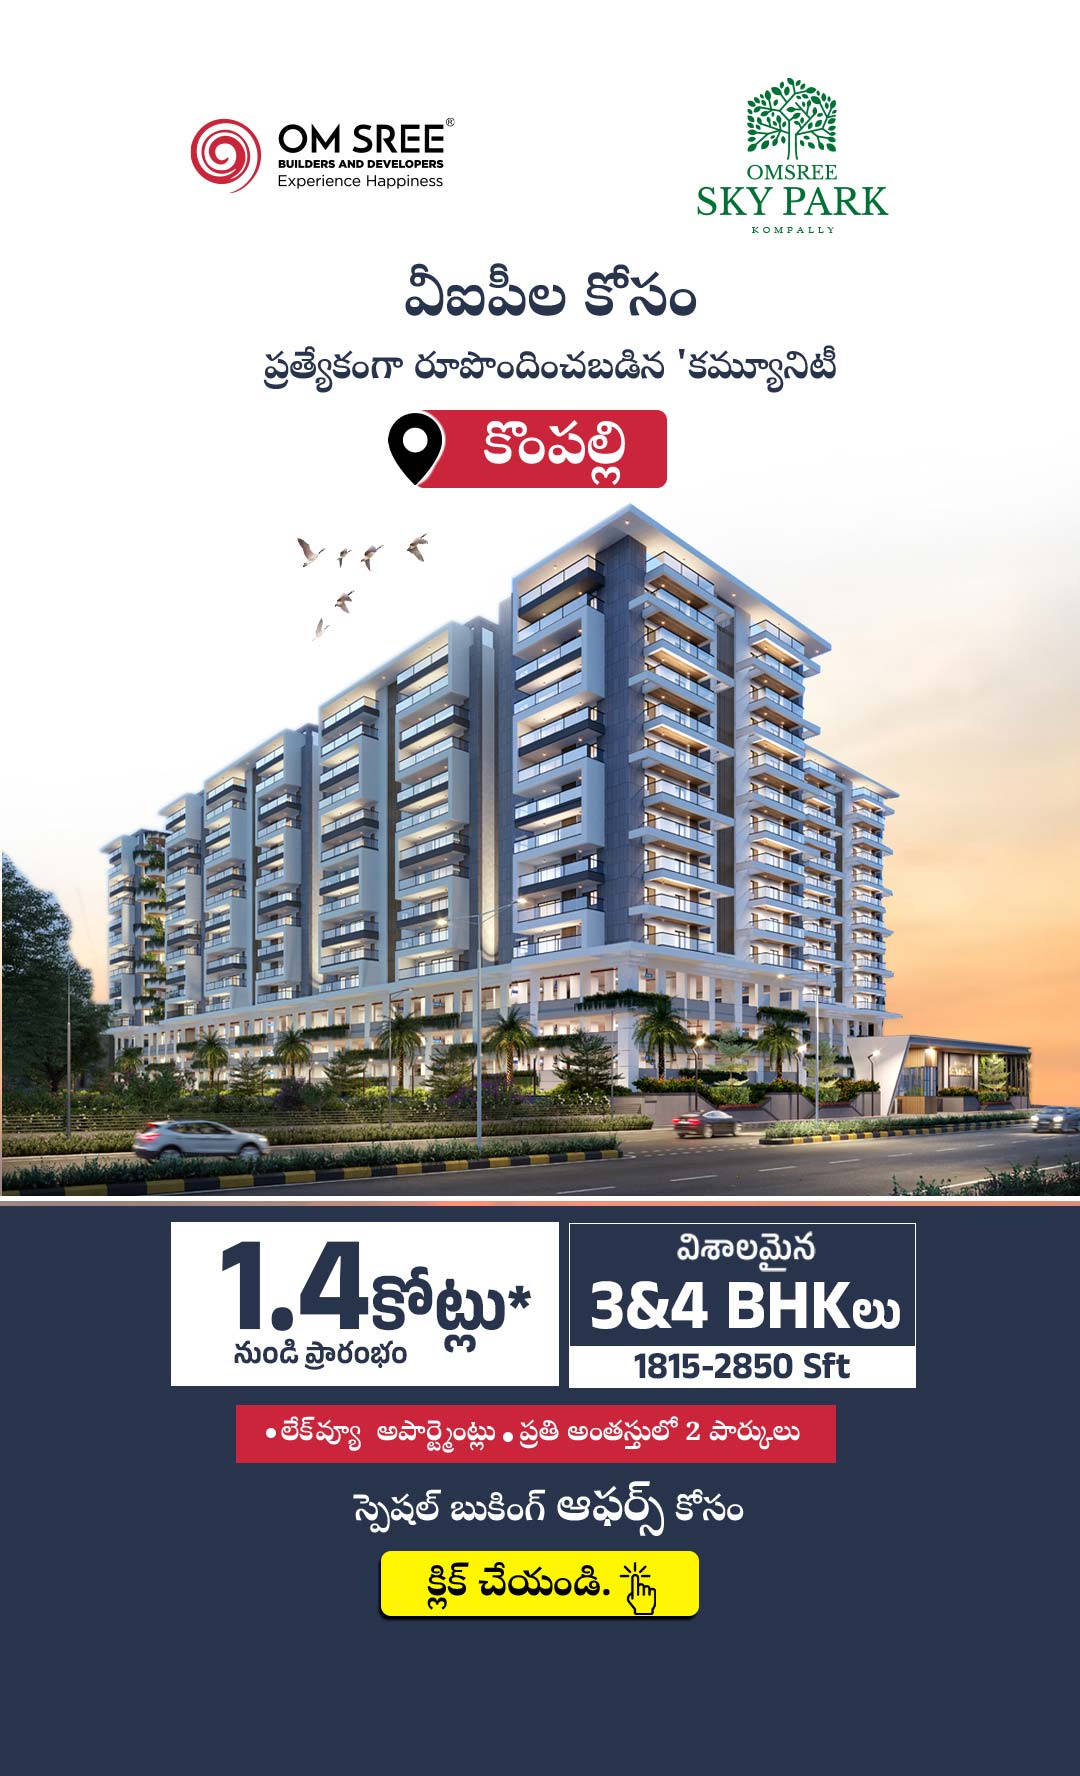 OM SREE®
BUILDERS AND DEVELOPERS
Experience Happiness
OMSREE
SKY PARK
KOMPALLY
వీఐపీల కోసం
ప్రత్యేకంగా రూపొందించబడిన 'కమ్యూనిటీ
కొంపల్లి
1.4కోట్లు*
నుండి ప్రారంభం
విశాలమైన
3&4 BHKలు
1815-2850 Sft
•లేక్‌వ్యూ అపార్ట్మెంట్లు • ప్రతి అంతస్తులో 2 పార్కులు
స్పెషల్ బుకింగ్ ఆఫర్స్ కోసం
క్లిక్ చేయండి.